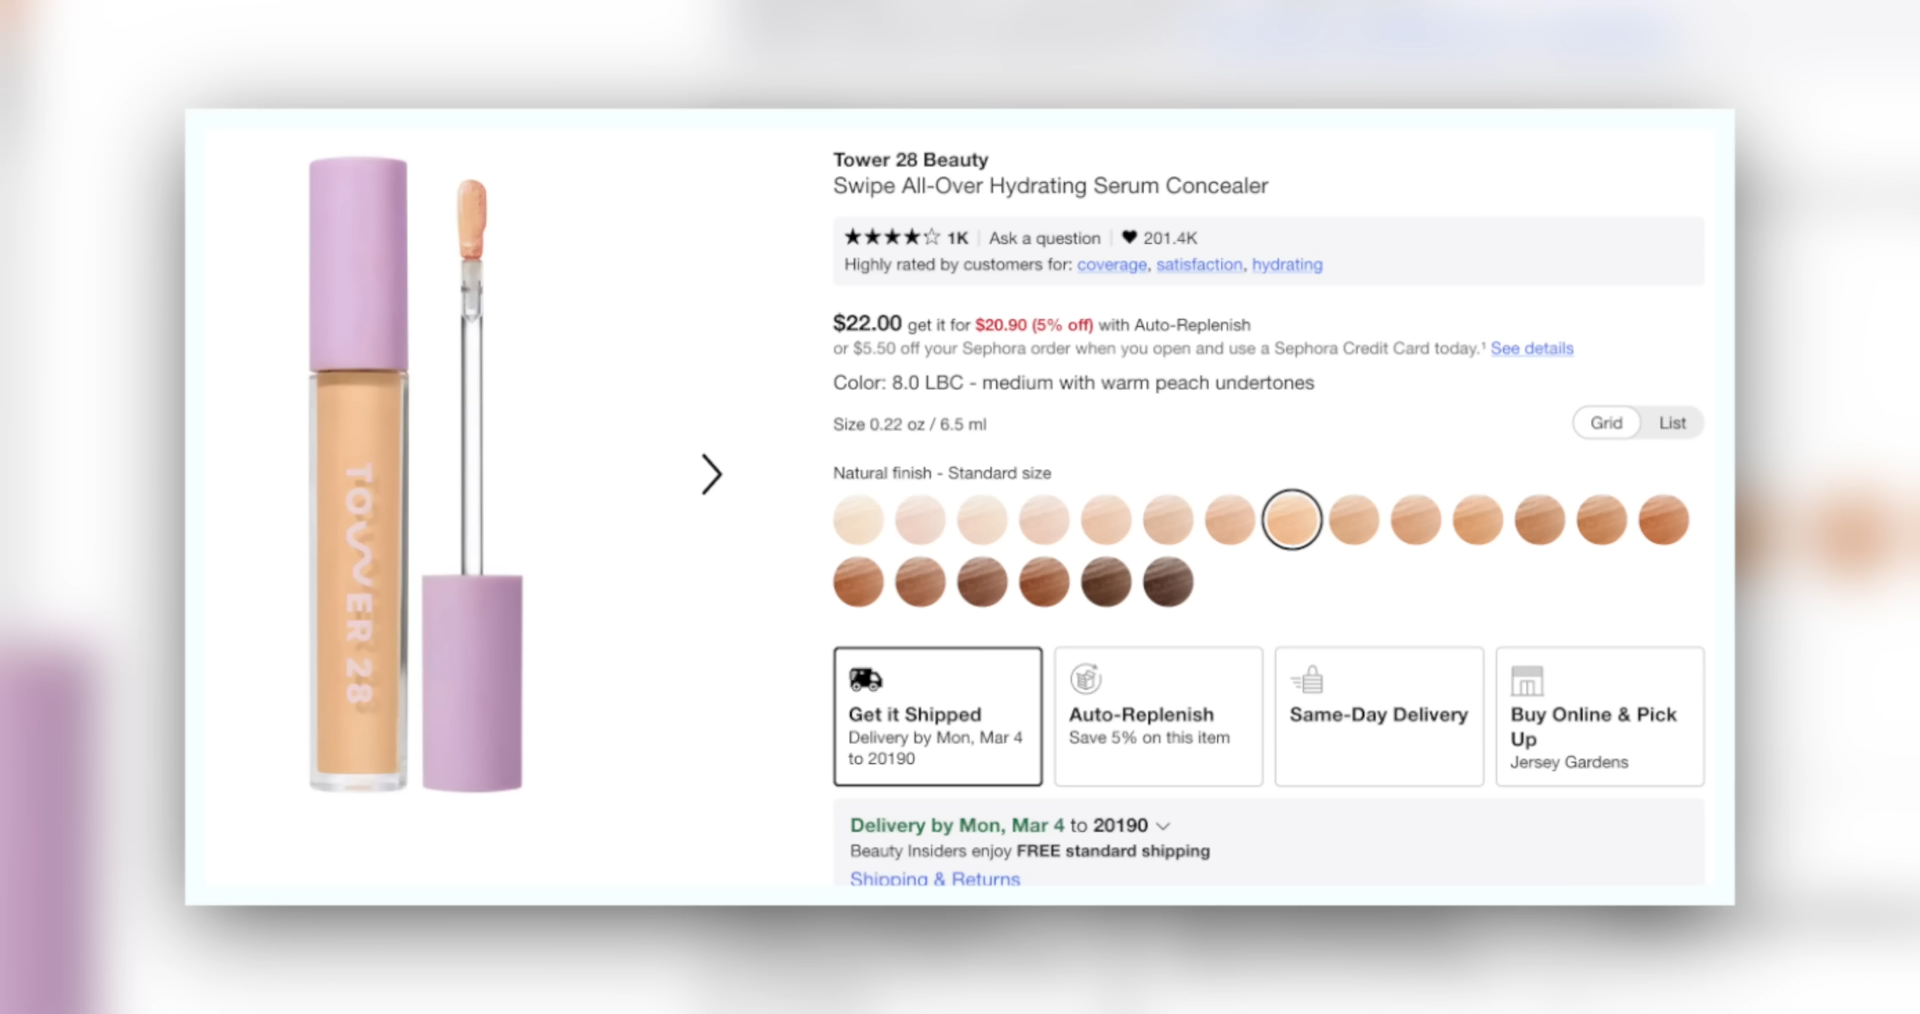 TOWER 28
Tower 28 Beauty
Swipe All-Over Hydrating Serum Concealer
1K Ask a question 201.4K
Highly rated by customers for: coverage, satisfaction, hydrating
$22.00 get it for $20.90 (5% off) with Auto-Replenish
or $5.50 off your Sephora order when you open and use a Sephora Credit Card today.¹ See details
Color: 8.0 LBC - medium with warm peach undertones
Size 0.22 oz / 6.5 ml
Grid List
Natural finish - Standard size
Get it Shipped
Delivery by Mon, Mar 4
to 20190
Auto-Replenish
Save 5% on this item
Same-Day Delivery
Buy Online & Pick
Up
Jersey Gardens
Delivery by Mon, Mar 4 to 20190
Beauty Insiders enjoy FREE standard shipping
Shipping & Returns